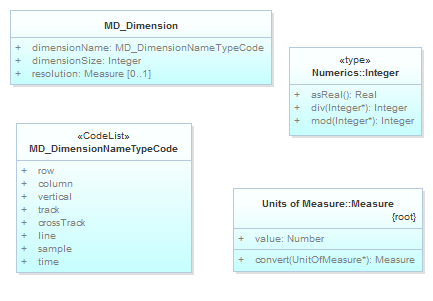 MD_Dimension
+ dimensionName: MD_DimensionNameTypeCode
+ dimensionSize: Integer
+ resolution: Measure [0..1]
«type»
Numerics::Integer
+ asReal(): Real
+ div(Integer*): Integer
+ mod(Integer*): Integer
«CodeList»
MD_DimensionNameTypeCode
+ row
+ column
+ vertical
+ track
+ crossTrack
+ line
+ sample
+ time
Units of Measure::Measure
{root}
+ value: Number
+ convert(UnitOfMeasure*): Measure